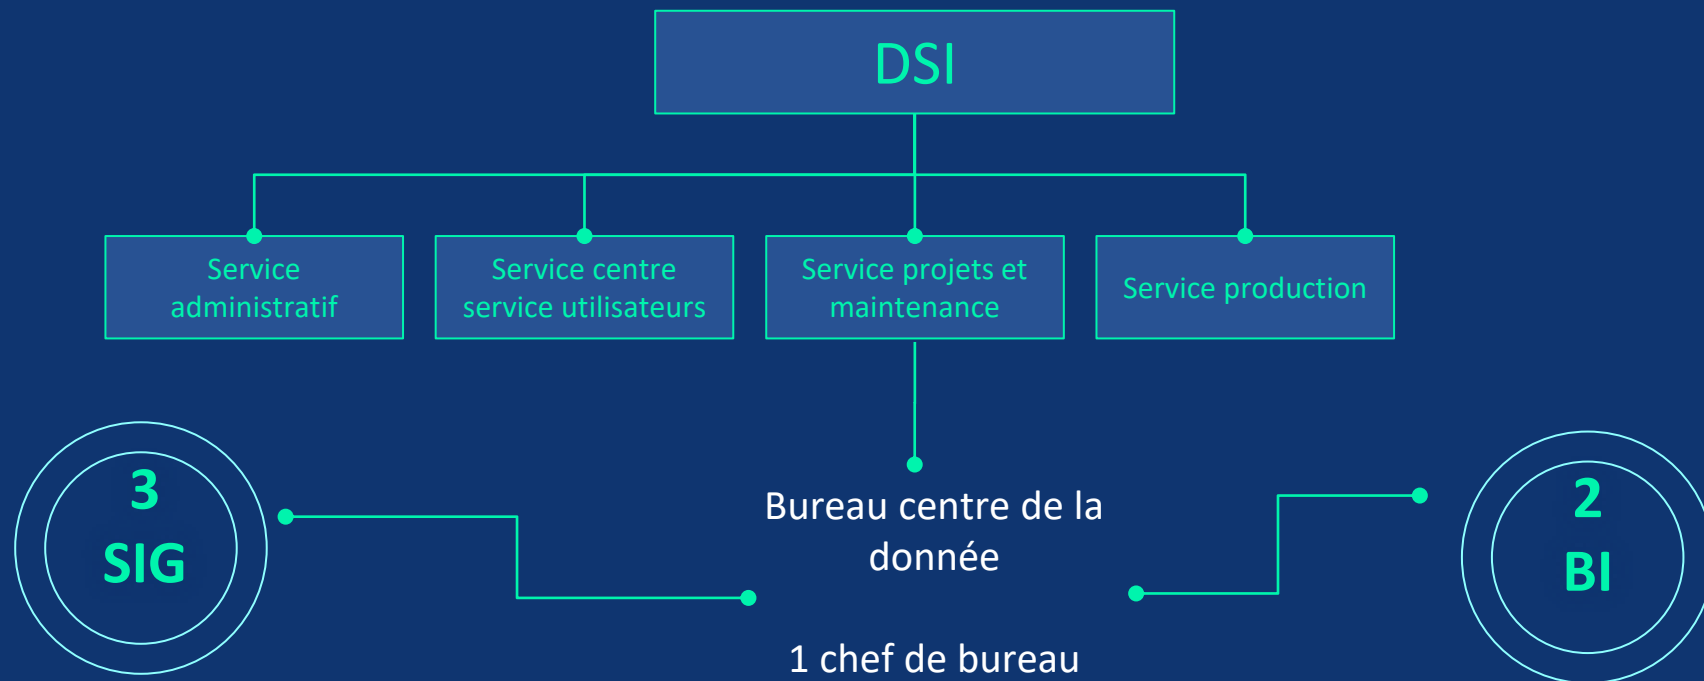 DSI
Service
administratif
Service centre
service utilisateurs
Service projets et
maintenance
Service production
3
SIG
Bureau centre de la
donnée
1 chef de bureau
2
BI